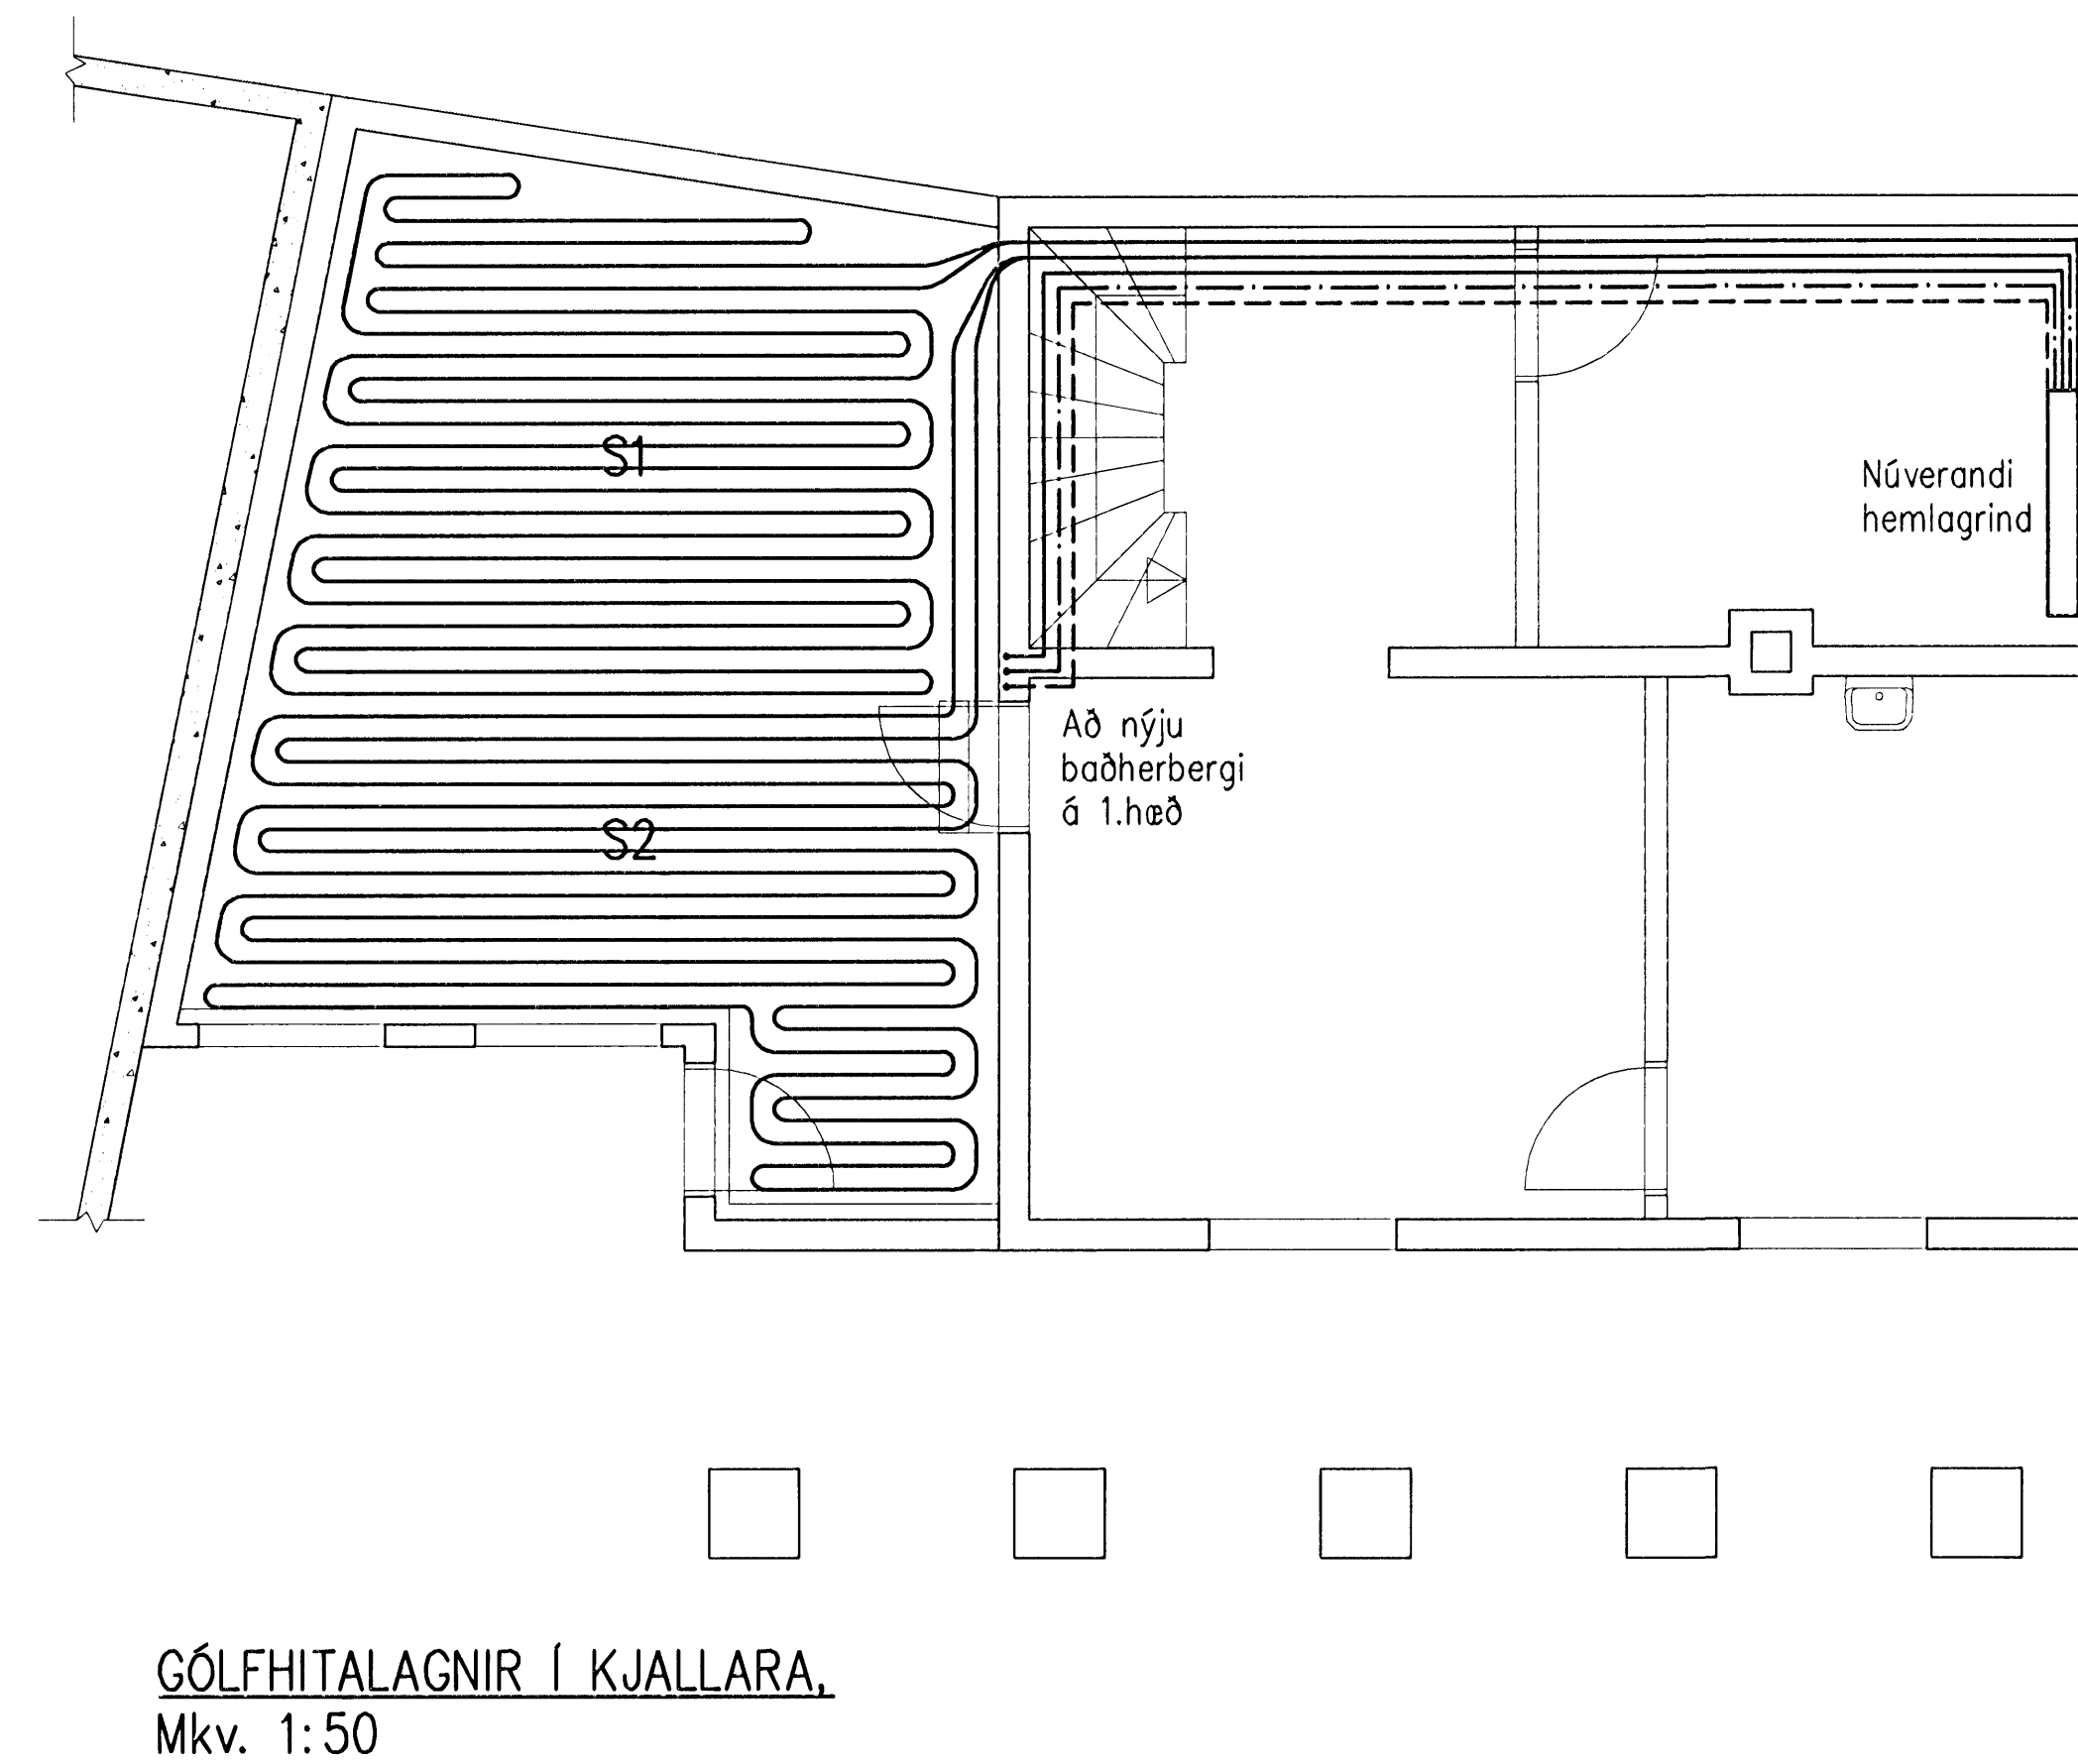 S1
Núverandi
hemlagrind
Að nýju
baðherbergi
á 1.hæð
S2
GÓLFHITALAGNIR Í KJALLARA,
Mkv. 1:50